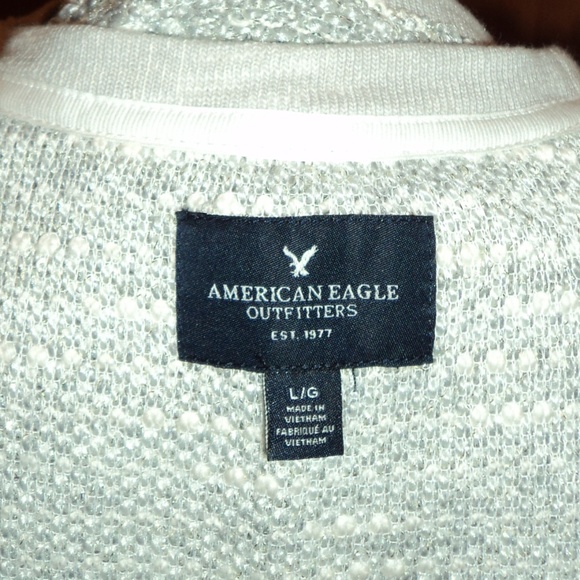 AMERICAN EAGLE
OUTFITTERS
EST. 1977
L/G
MADE IN
VIETNAM
FABRIQUÉ AU
VIETNAM